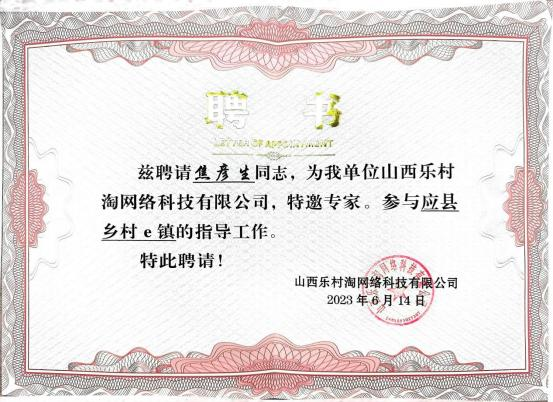 聘 书
LETTER OF APPOINTMENT
兹聘请焦彦生同志，为我单位山西乐村
淘网络科技有限公司，特邀专家。参与应县
乡村e镇的指导工作。
特此聘请！
山西乐村淘网络科技有限公司
2023年6月14日